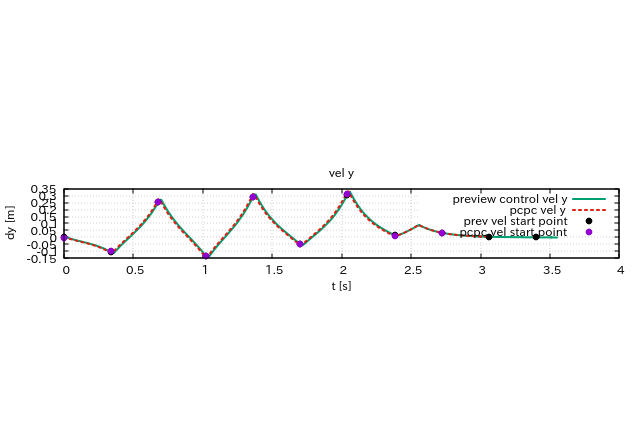 vel y
0.35
0.3
0.25
0.2
0.15
0.1
0.05
-0
-0.05
-0.1
-0.15
dy [m]
preview control vel y
pcpc vel y
prev vel start point
pcpc vel start point
0 0.5 1 1.5 2 2.5 3 3.5 4
t [s]